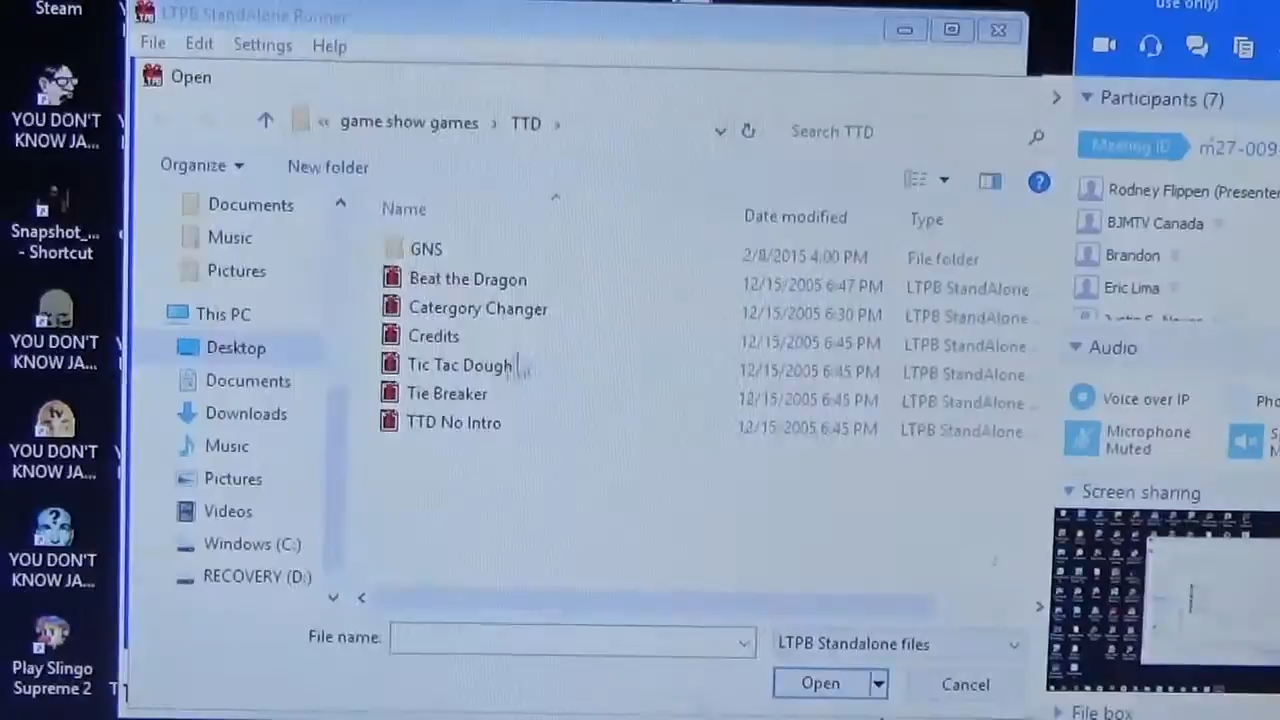 Steam
YOU DON'T
KNOW JA...
Snapshot_...
- Shortcut
YOU DON'T
KNOW JA...
YOU DON'T
KNOW JA...
YOU DON'T
KNOW JA...
Play Slingo
Supreme 2
LTPB StandAlone Runner
File Edit Settings Help
Open
« game show games › TTD ›
Search TTD
Organize
New folder
Documents
Music
Pictures
This PC
Desktop
Documents
Downloads
Music
Pictures
Videos
Windows (C:)
RECOVERY (D:)
Name Date modified Type
GNS 2/8/2015 4:00 PM File folder
Beat the Dragon 12/15/2005 6:47 PM LTPB StandAlone
Catergory Changer 12/15/2005 6:30 PM LTPB StandAlone
Credits 12/15/2005 6:45 PM LTPB StandAlone
Tic Tac Dough 12/15/2005 6:45 PM LTPB StandAlone
Tie Breaker 12/15/2005 6:45 PM LTPB StandAlone
TTD No Intro 12/15/2005 6:45 PM LTPB StandAlone
File name:
LTPB Standalone files
Open
Cancel
use only)
Participants (7)
Meeting ID m27-009
Rodney Flippen (Presenter
BJMTV Canada
Brandon
Eric Lima
Audio
Voice over IP
Microphone
Muted
Screen sharing
File box